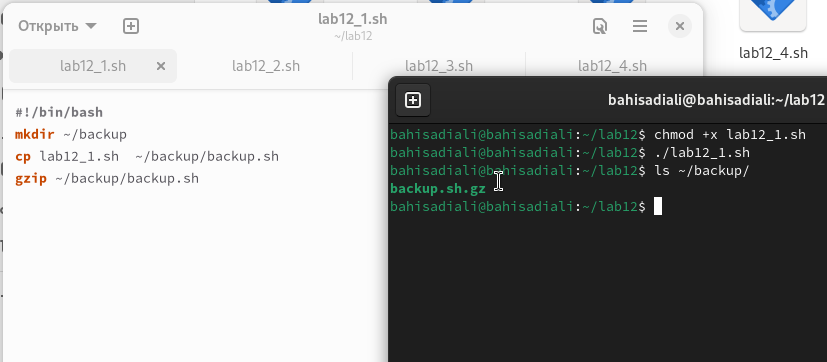 Открыть
lab12_1.sh
~/lab12
lab12_1.sh
lab12_2.sh
lab12_3.sh
lab12_4.sh
#!/bin/bash
mkdir ~/backup
cp lab12_1.sh  ~/backup/backup.sh
gzip ~/backup/backup.sh
lab12_4.sh
bahisadiali@bahisadiali:~/lab12
bahisadiali@bahisadiali:~/lab12$ chmod +x lab12_1.sh
bahisadiali@bahisadiali:~/lab12$ ./lab12_1.sh
bahisadiali@bahisadiali:~/lab12$ ls ~/backup/
backup.sh.gz
bahisadiali@bahisadiali:~/lab12$